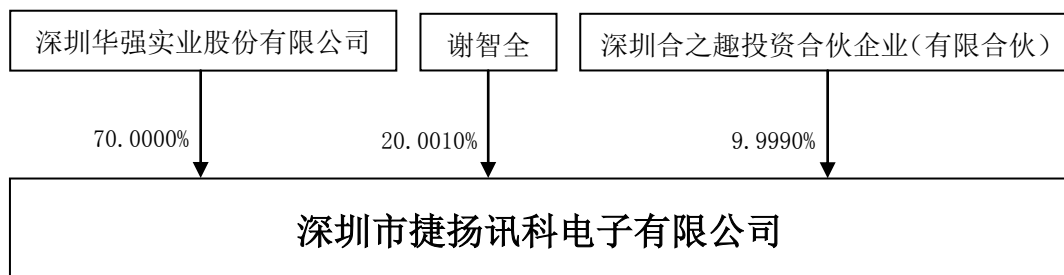 深圳华强实业股份有限公司
谢智全
深圳合之趣投资合伙企业(有限合伙)
70.0000%
20.0010%
9.9990%
深圳市捷扬讯科电子有限公司